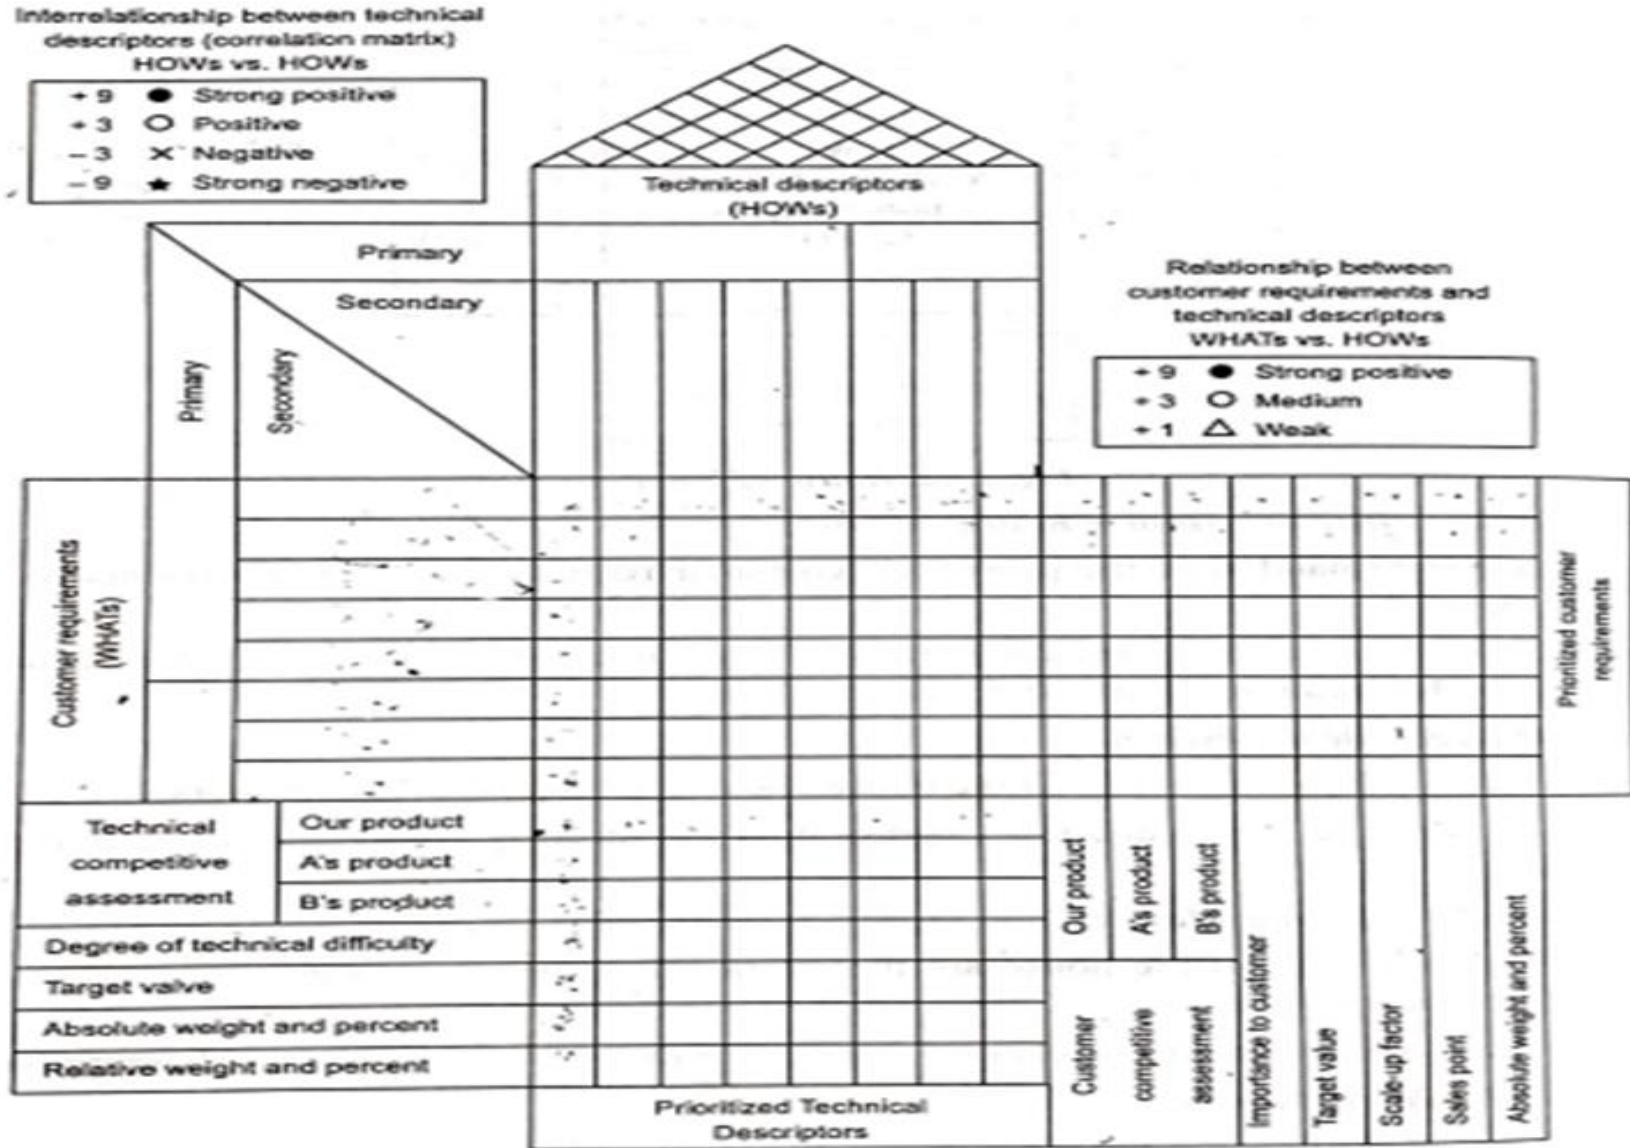 Interrelationship between technical
descriptors (correlation matrix)
HOWs vs. HOWs
+ 9 ● Strong positive
+ 3 ○ Positive
– 3 × Negative
– 9 ★ Strong negative
Technical descriptors
(HOWs)
Primary
Secondary
Primary
Secondary
Relationship between
customer requirements and
technical descriptors
WHATs vs. HOWs
+ 9 ● Strong positive
+ 3 ○ Medium
+ 1 △ Weak
Customer requirements
(WHATs)
Prioritized customer
requirements
Technical
competitive
assessment
Our product
A's product
B's product
Degree of technical difficulty
Target valve
Absolute weight and percent
Relative weight and percent
Our product
A's product
B's product
Customer
competitive
assessment
Importance to customer
Target value
Scale-up factor
Sales point
Absolute weight and percent
Prioritized Technical
Descriptors